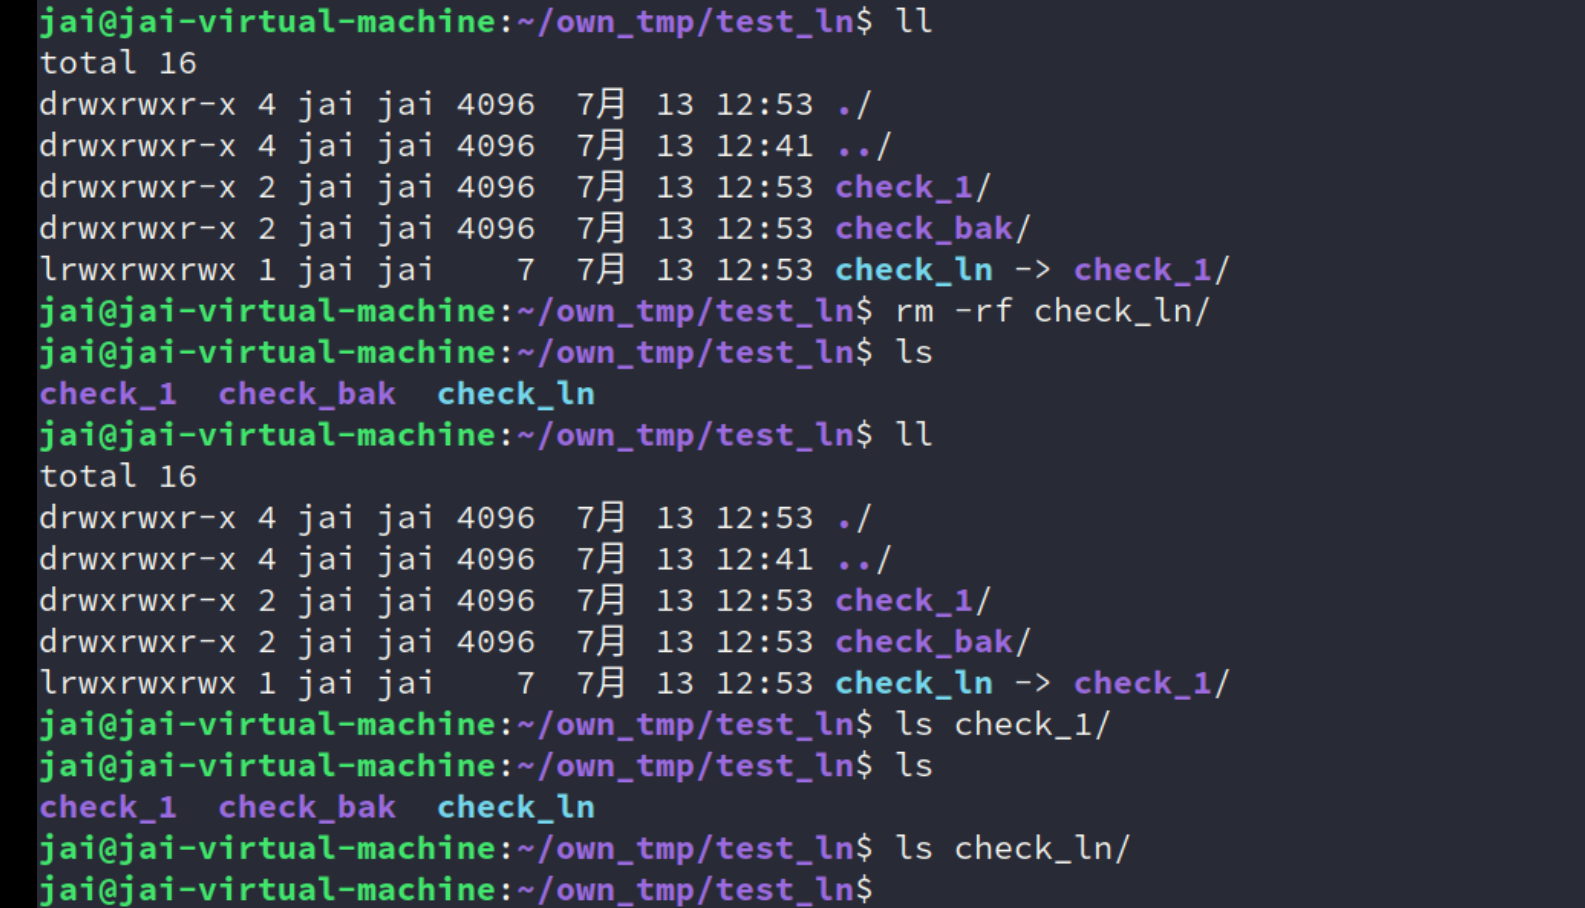 jai@jai-virtual-machine:~/own_tmp/test_ln$ ll
total 16
drwxrwxr-x 4 jai jai 4096  7月  13 12:53 ./
drwxrwxr-x 4 jai jai 4096  7月  13 12:41 ../
drwxrwxr-x 2 jai jai 4096  7月  13 12:53 check_1/
drwxrwxr-x 2 jai jai 4096  7月  13 12:53 check_bak/
lrwxrwxrwx 1 jai jai    7  7月  13 12:53 check_ln -> check_1/
jai@jai-virtual-machine:~/own_tmp/test_ln$ rm -rf check_ln/
jai@jai-virtual-machine:~/own_tmp/test_ln$ ls
check_1  check_bak  check_ln
jai@jai-virtual-machine:~/own_tmp/test_ln$ ll
total 16
drwxrwxr-x 4 jai jai 4096  7月  13 12:53 ./
drwxrwxr-x 4 jai jai 4096  7月  13 12:41 ../
drwxrwxr-x 2 jai jai 4096  7月  13 12:53 check_1/
drwxrwxr-x 2 jai jai 4096  7月  13 12:53 check_bak/
lrwxrwxrwx 1 jai jai    7  7月  13 12:53 check_ln -> check_1/
jai@jai-virtual-machine:~/own_tmp/test_ln$ ls check_1/
jai@jai-virtual-machine:~/own_tmp/test_ln$ ls
check_1  check_bak  check_ln
jai@jai-virtual-machine:~/own_tmp/test_ln$ ls check_ln/
jai@jai-virtual-machine:~/own_tmp/test_ln$